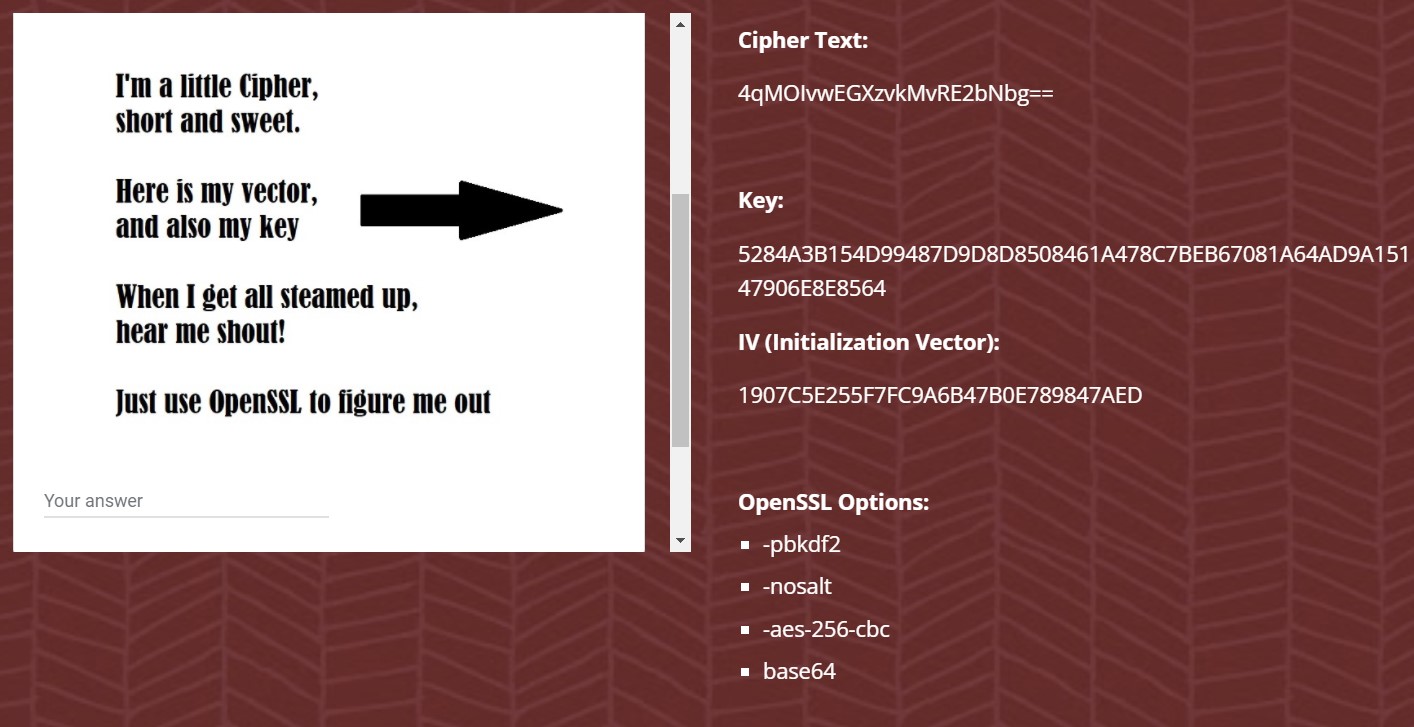 I'm a little Cipher,
short and sweet.
Here is my vector,
and also my key
When I get all steamed up,
hear me shout!
Just use OpenSSL to figure me out
Your answer
Cipher Text:
4qMOIvwEGXzvkMvRE2bNbg==
Key:
5284A3B154D99487D9D8D8508461A478C7BEB67081A64AD9A151
47906E8E8564
IV (Initialization Vector):
1907C5E255F7FC9A6B47B0E789847AED
OpenSSL Options:
-pbkdf2
-nosalt
-aes-256-cbc
base64